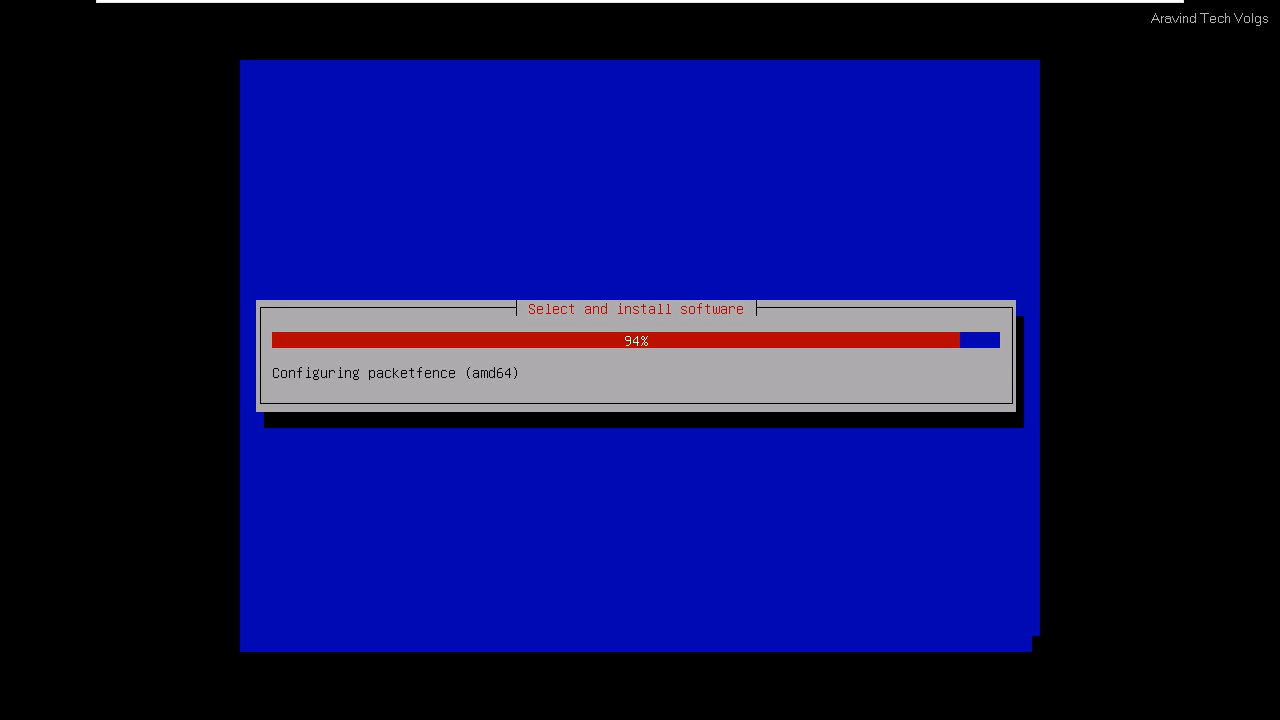 Aravind Tech Volgs
Select and install software
94%
Configuring packetfence (amd64)